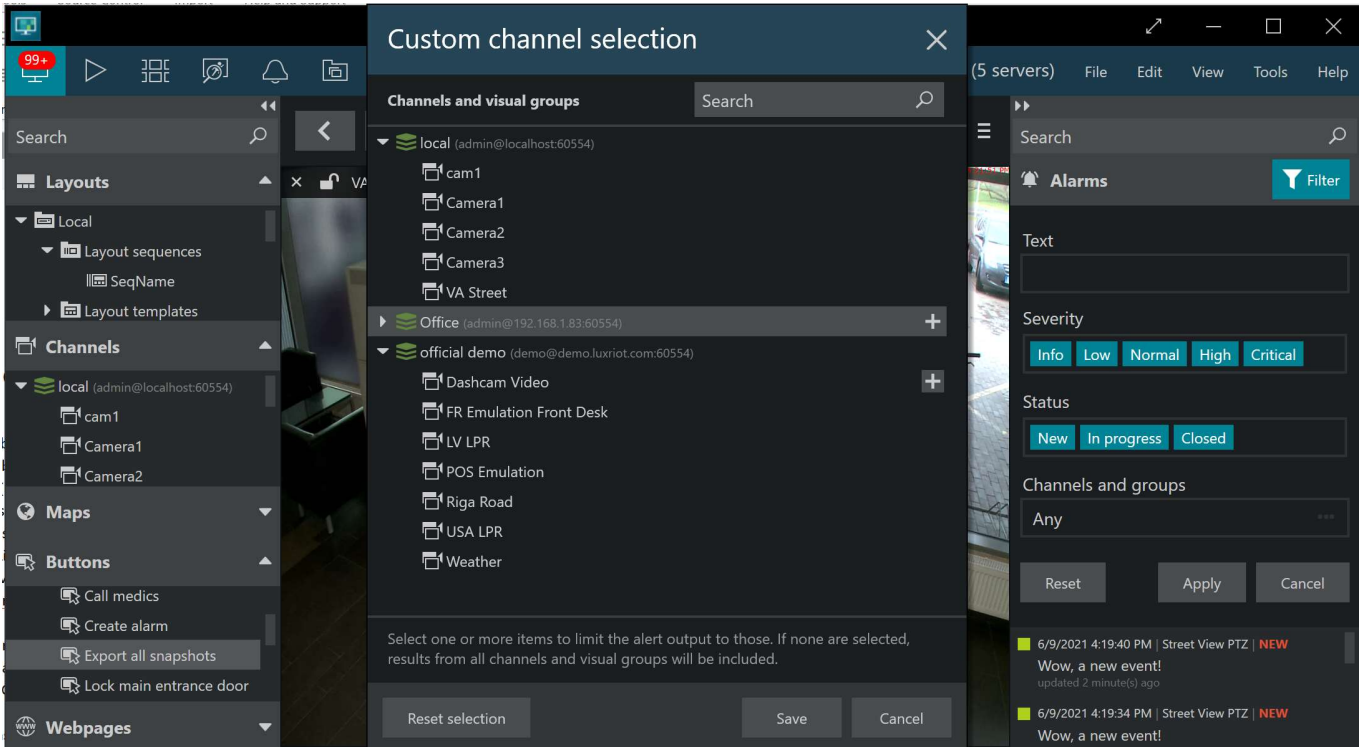 99+
(5 servers) File Edit View Tools Help
Search
Layouts
Local
Layout sequences
SeqName
Layout templates
Channels
local (admin@localhost:60554)
cam1
Camera1
Camera2
Maps
Buttons
Call medics
Create alarm
Export all snapshots
Lock main entrance door
Webpages
VA
Custom channel selection
Channels and visual groups
Search
local (admin@localhost:60554)
cam1
Camera1
Camera2
Camera3
VA Street
Office (admin@192.168.1.83:60554)
official demo (demo@demo.luxriot.com:60554)
Dashcam Video
FR Emulation Front Desk
LV LPR
POS Emulation
Riga Road
USA LPR
Weather
Select one or more items to limit the alert output to those. If none are selected,
results from all channels and visual groups will be included.
Reset selection Save Cancel
Search
Alarms Filter
Text
Severity
Info Low Normal High Critical
Status
New In progress Closed
Channels and groups
Any
Reset Apply Cancel
6/9/2021 4:19:40 PM | Street View PTZ | NEW
Wow, a new event!
updated 2 minute(s) ago
6/9/2021 4:19:34 PM | Street View PTZ | NEW
Wow, a new event!